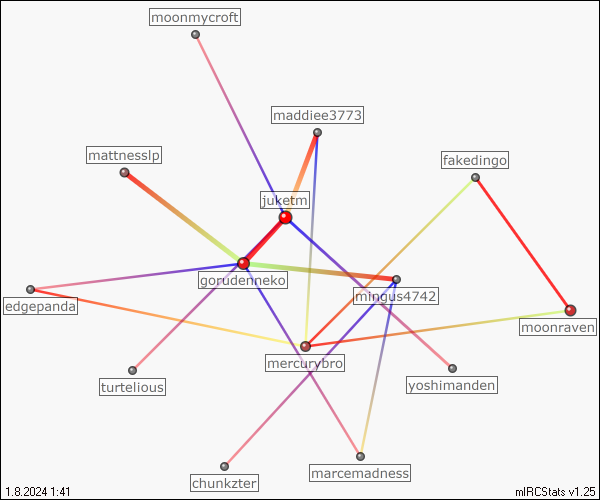 moonmycroft
maddiee3773
mattnesslp
fakedingo
juketm
gorudenneko
mingus4742
edgepanda
moonraven
mercurybro
turtelious
yoshimanden
marcemadness
chunkzter
1.8.2024 1:41
mIRCStats v1.25